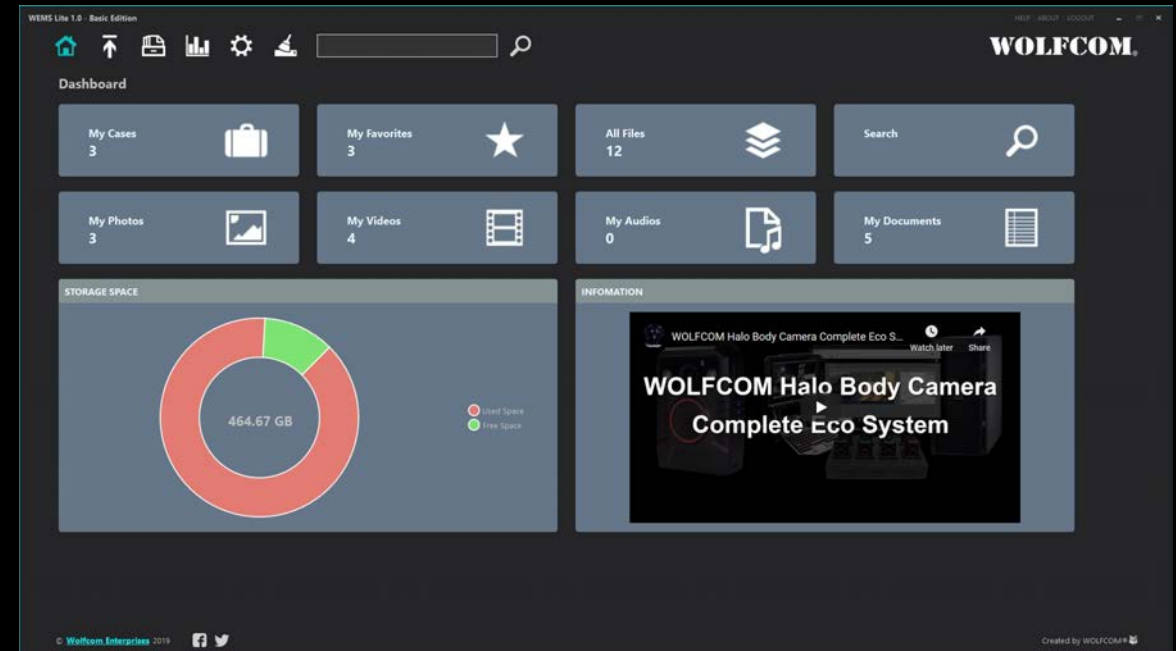 WEMS Lite 1.0 - Basic Edition
HELP | ABOUT | LOGOUT
WOLFCOM®
Dashboard
My Cases
3
My Favorites
3
All Files
12
Search
My Photos
3
My Videos
4
My Audios
0
My Documents
5
STORAGE SPACE
464.67 GB
Used Space
Free Space
INFOMATION
WOLFCOM Halo Body Camera Complete Eco S...
Watch later
Share
WOLFCOM Halo Body Camera
Complete Eco System
© Wolfcom Enterprises 2019
Created by WOLFCOM®